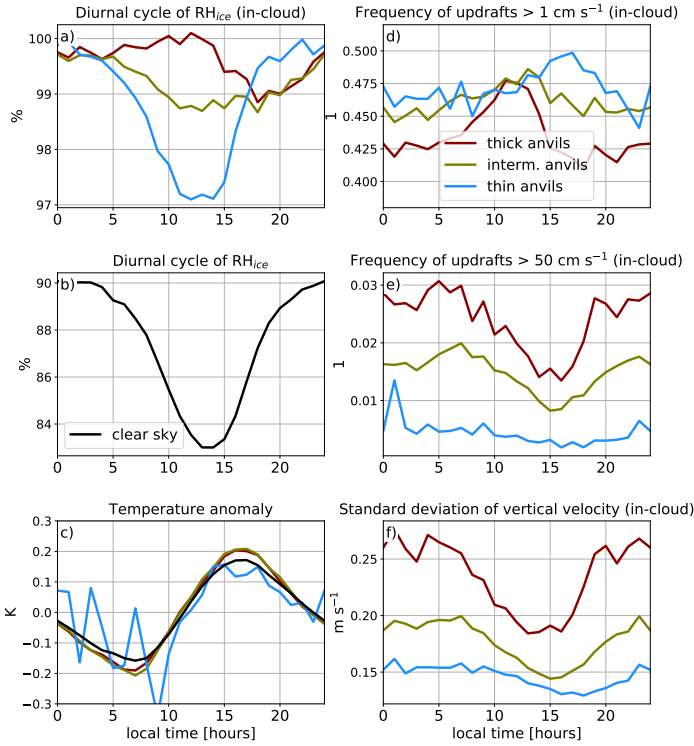 Diurnal cycle of RHice (in-cloud)
a)
100
99
98
97
%
0 5 10 15 20
Frequency of updrafts > 1 cm s⁻¹ (in-cloud)
d)
0.500
0.475
0.450
0.425
0.400
1
thick anvils
interm. anvils
thin anvils
0 5 10 15 20
Diurnal cycle of RHice
b)
90
88
86
84
%
clear sky
0 5 10 15 20
Frequency of updrafts > 50 cm s⁻¹ (in-cloud)
e)
0.03
0.02
0.01
1
0 5 10 15 20
Temperature anomaly
c)
0.3
0.2
0.1
0.0
−0.1
−0.2
−0.3
K
0 5 10 15 20
local time [hours]
Standard deviation of vertical velocity (in-cloud)
f)
0.25
0.20
0.15
m s⁻¹
0 5 10 15 20
local time [hours]